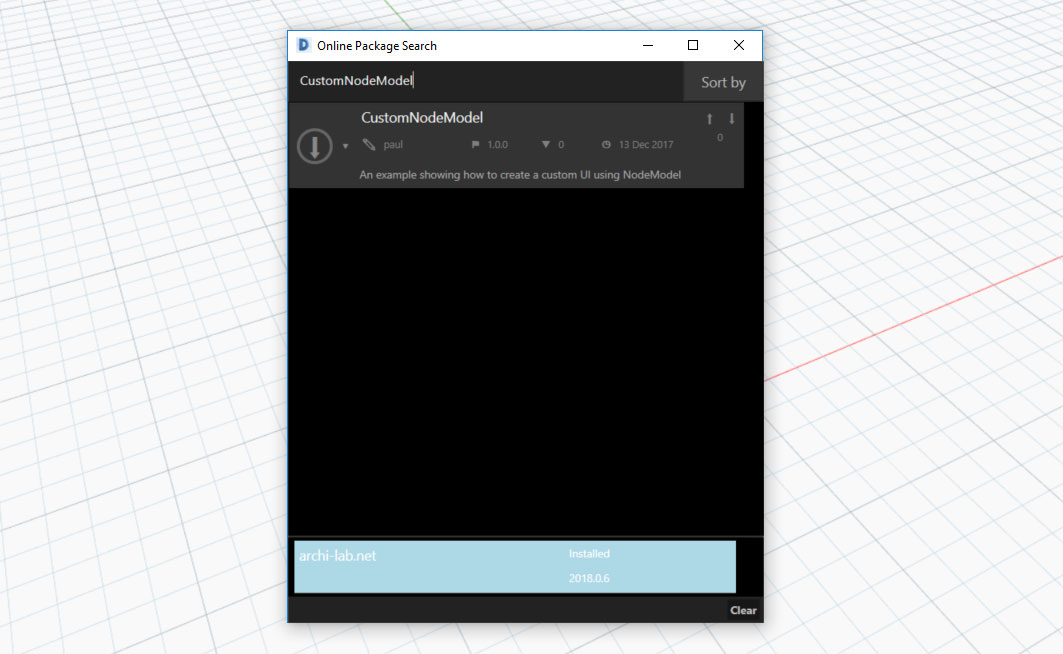 Online Package Search
CustomNodeModel
Sort by
CustomNodeModel
paul 1.0.0 0 13 Dec 2017 0
An example showing how to create a custom UI using NodeModel
archi-lab.net Installed
2018.0.6
Clear